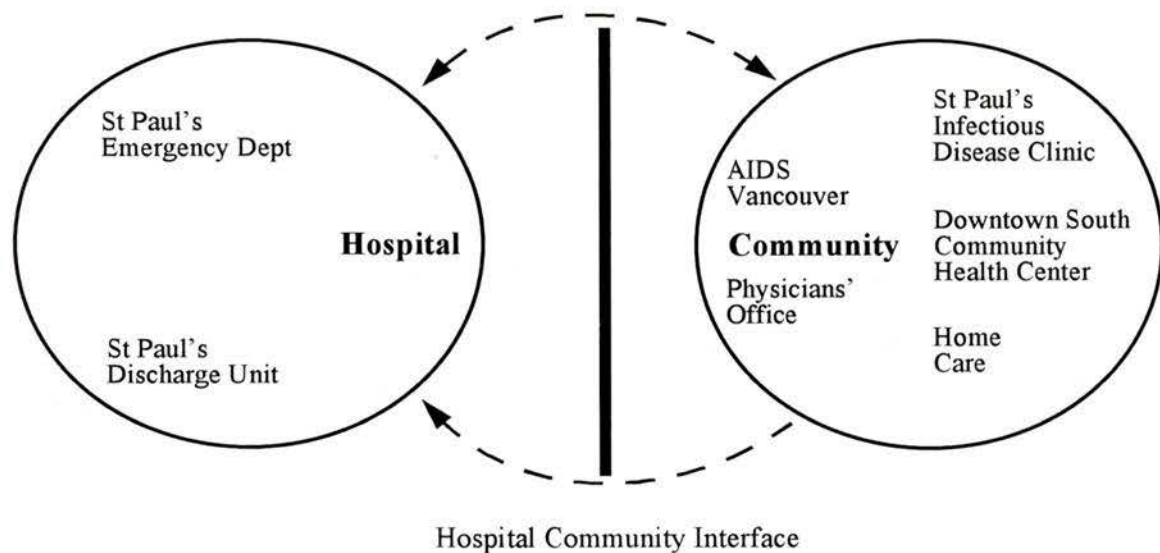 St Paul's
Emergency Dept
Hospital
St Paul's
Discharge Unit
AIDS
Vancouver
Community
Physicians'
Office
St Paul's
Infectious
Disease Clinic
Downtown South
Community
Health Center
Home
Care
Hospital Community Interface